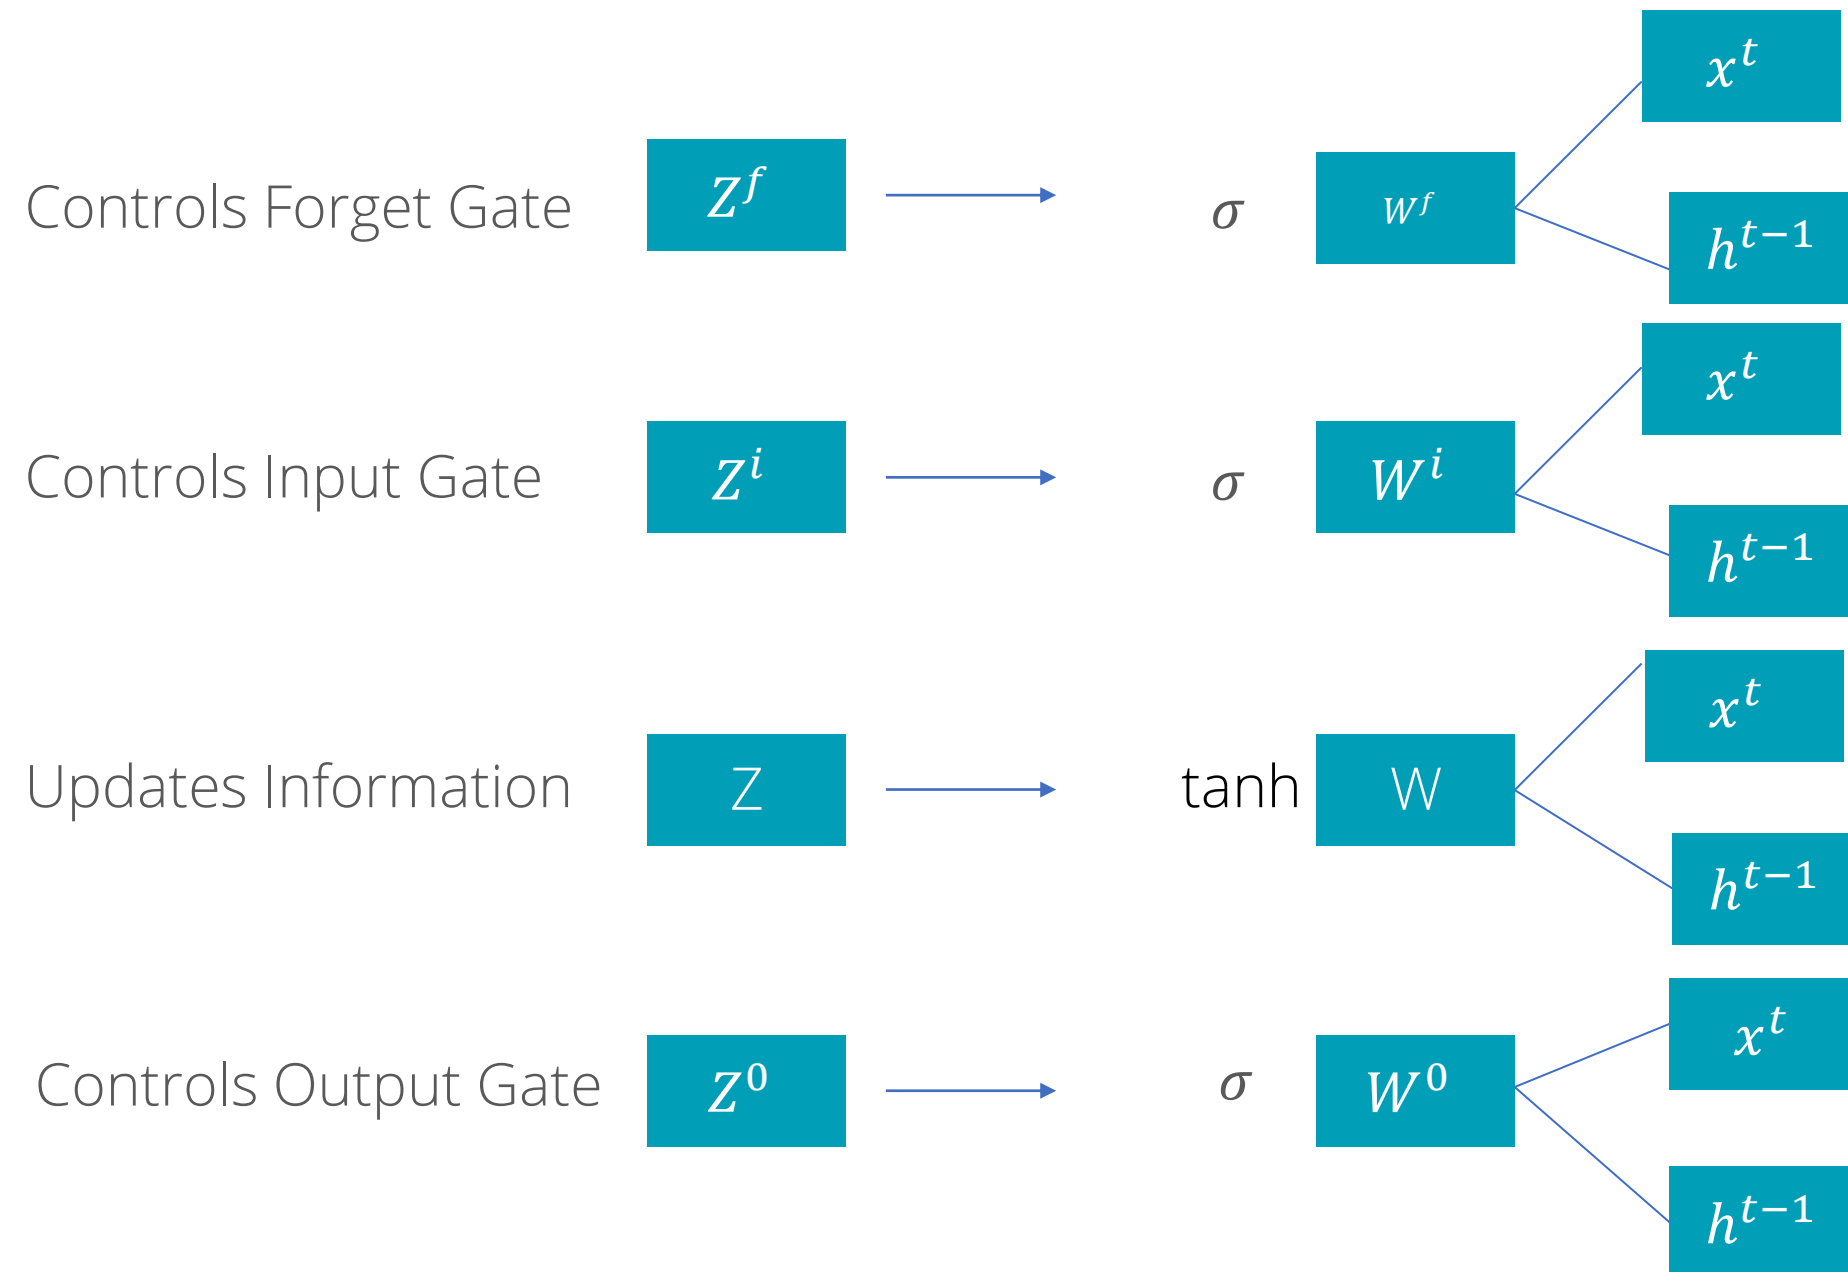 x^t
Controls Forget Gate Z^f σ W^f
h^{t−1}
x^t
Controls Input Gate Z^i σ W^i
h^{t−1}
x^t
Updates Information Z tanh W
h^{t−1}
x^t
Controls Output Gate Z^0 σ W^0
h^{t−1}